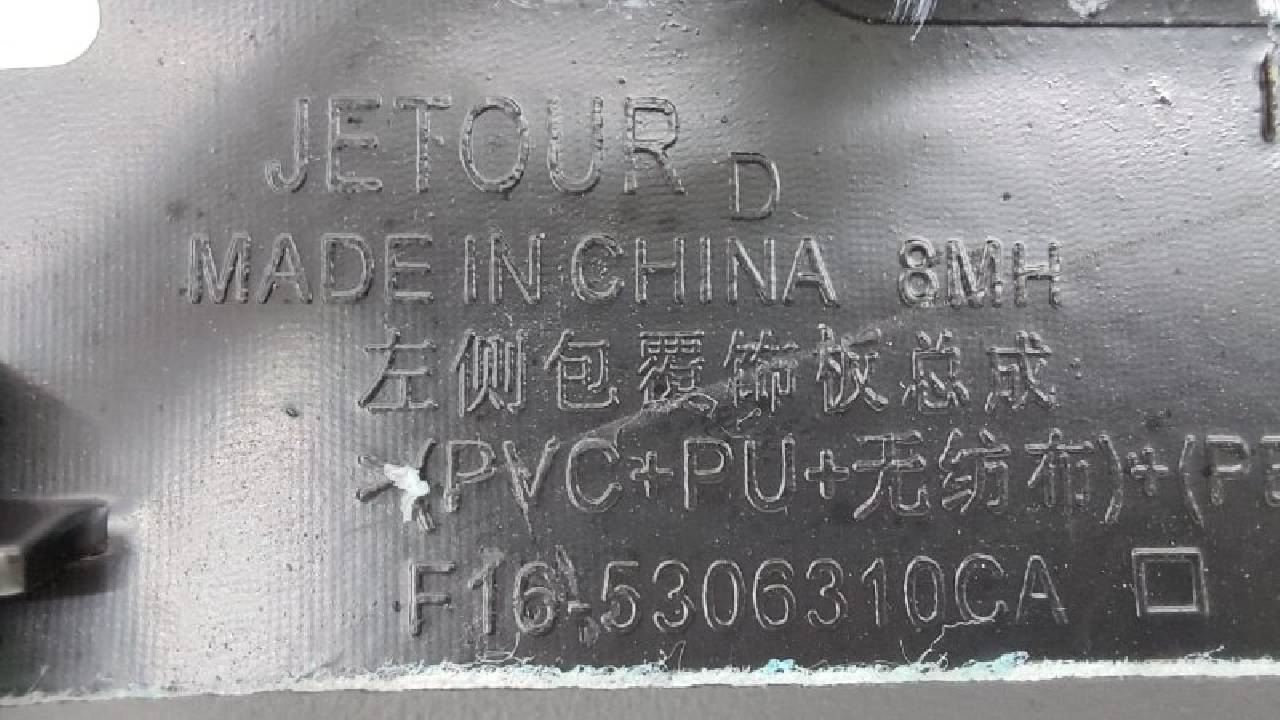 JETOUR D
MADE IN CHINA 8MH
左侧包覆饰板总成
>(PVC+PU+无纺布)+(PE
F16-5306310CA